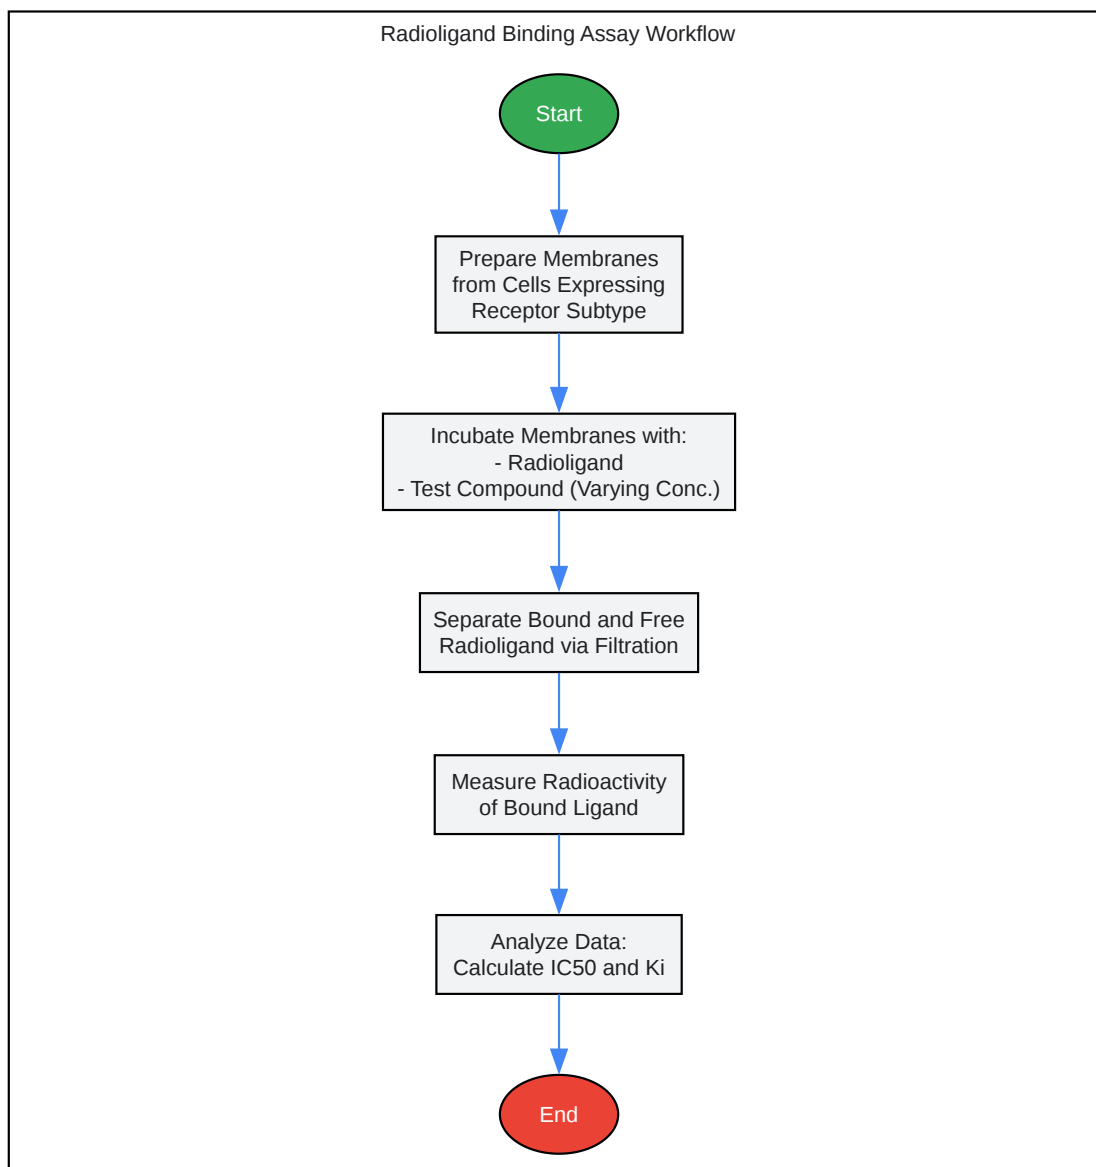 Radioligand Binding Assay Workflow
Start
Prepare Membranes
from Cells Expressing
Receptor Subtype
Incubate Membranes with:
- Radioligand
- Test Compound (Varying Conc.)
Separate Bound and Free
Radioligand via Filtration
Measure Radioactivity
of Bound Ligand
Analyze Data:
Calculate IC50 and Ki
End